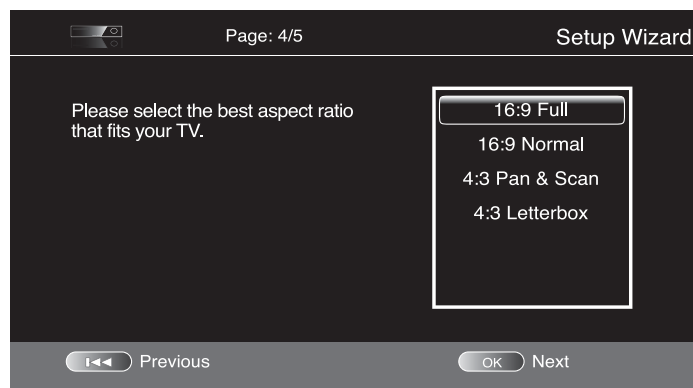 Page: 4/5
Setup Wizard
Please select the best aspect ratio
that fits your TV.
16:9 Full
16:9 Normal
4:3 Pan & Scan
4:3 Letterbox
Previous
OK Next